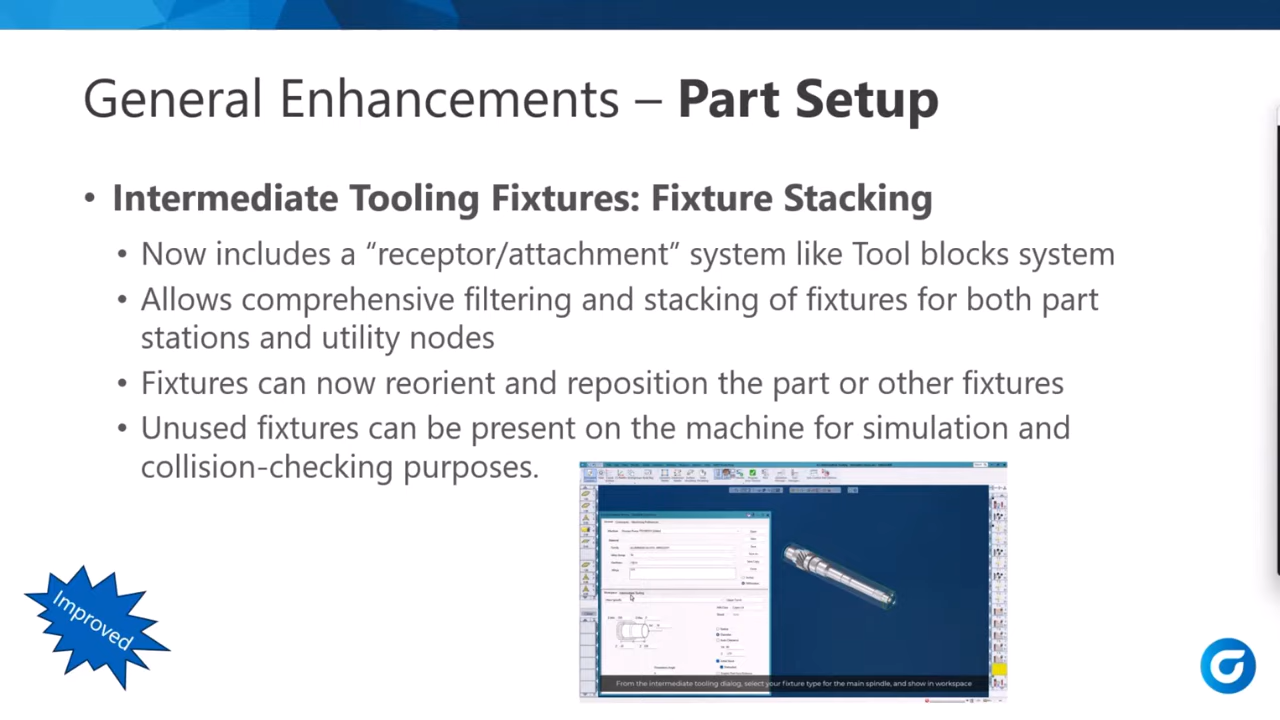 General Enhancements – Part Setup
• Intermediate Tooling Fixtures: Fixture Stacking
• Now includes a “receptor/attachment” system like Tool blocks system
• Allows comprehensive filtering and stacking of fixtures for both part
stations and utility nodes
• Fixtures can now reorient and reposition the part or other fixtures
• Unused fixtures can be present on the machine for simulation and
collision-checking purposes.
Improved
From the intermediate tooling dialog, select your fixture type for the main spindle, and show in workspace